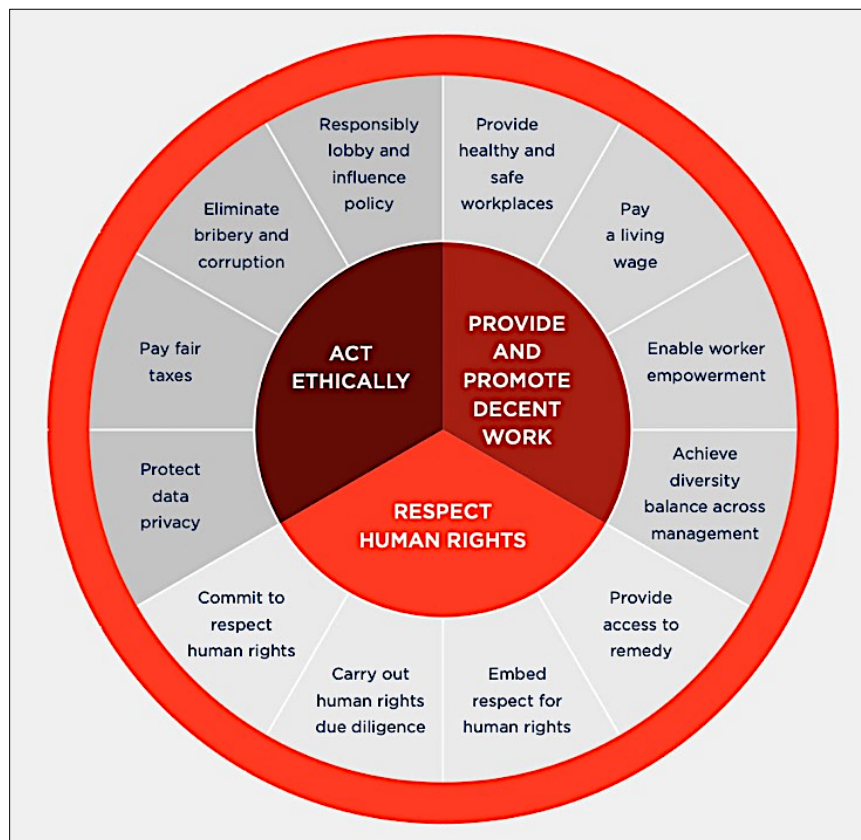 Responsibly
lobby and
influence
policy
Provide
healthy and
safe
workplaces
Eliminate
bribery and
corruption
Pay
a living
wage
Pay fair
taxes
Enable worker
empowerment
Protect
data
privacy
Achieve
diversity
balance across
management
Commit to
respect
human rights
Provide
access to
remedy
Carry out
human rights
due diligence
Embed
respect for
human rights
ACT
ETHICALLY
PROVIDE
AND
PROMOTE
DECENT
WORK
RESPECT
HUMAN RIGHTS